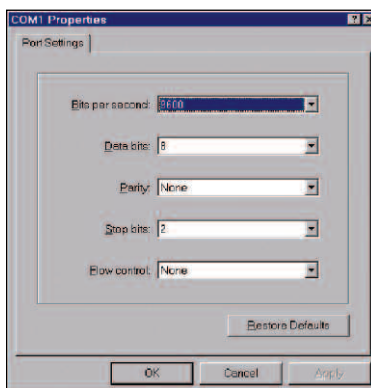 COM1 Properties
Port Settings
Bits per second: 9600
Data bits: 8
Parity: None
Stop bits: 2
Flow control: None
Restore Defaults
OK Cancel Apply